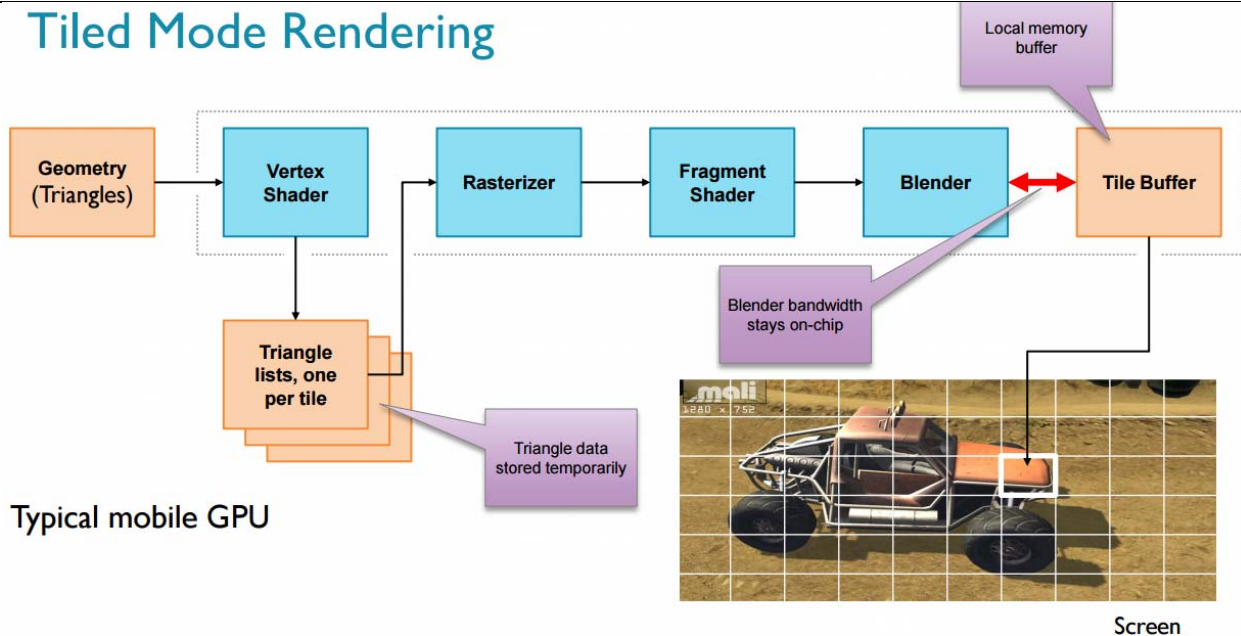 Tiled Mode Rendering
Local memory
buffer
Geometry
(Triangles)
Vertex
Shader
Rasterizer
Fragment
Shader
Blender
Tile Buffer
Blender bandwidth
stays on-chip
Triangle
lists, one
per tile
Triangle data
stored temporarily
mali
1280 x 752
Typical mobile GPU
Screen